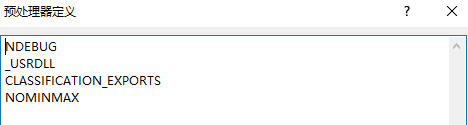 预处理器定义
?
NDEBUG
_USRDLL
CLASSIFICATION_EXPORTS
NOMINMAX